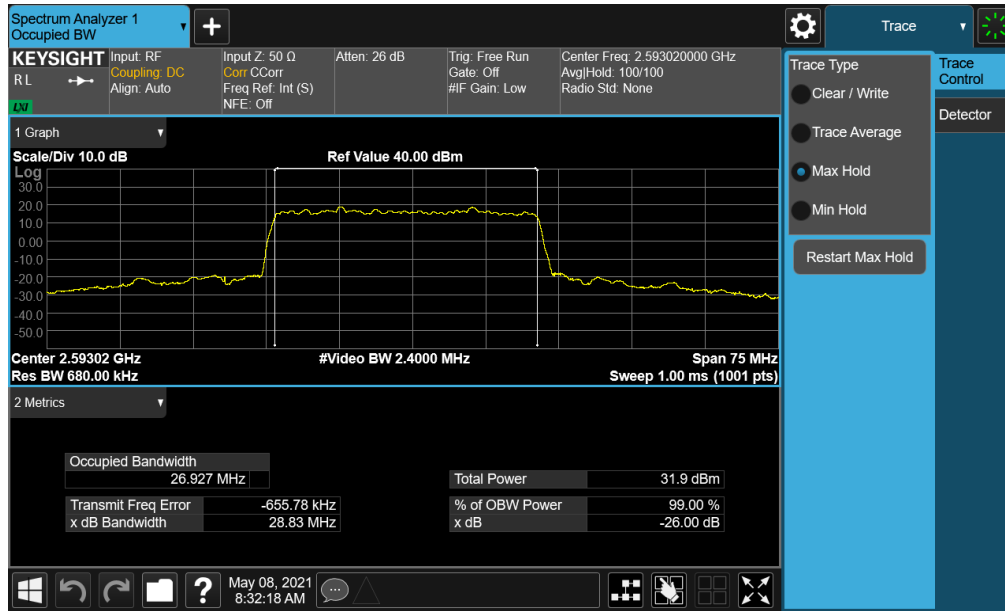 Spectrum Analyzer 1
Occupied BW
+
Trace
KEYSIGHT
R L
LXI
Input: RF
Coupling: DC
Align: Auto
Input Z: 50 Ω
Corr CCorr
Freq Ref: Int (S)
NFE: Off
Atten: 26 dB
Trig: Free Run
Gate: Off
#IF Gain: Low
Center Freq: 2.593020000 GHz
Avg|Hold: 100/100
Radio Std: None
Trace Type
Clear / Write
Trace Average
Max Hold
Min Hold
Restart Max Hold
Trace
Control
Detector
1 Graph
Scale/Div 10.0 dB
Ref Value 40.00 dBm
Log
30.0
20.0
10.0
0.00
-10.0
-20.0
-30.0
-40.0
-50.0
Center 2.59302 GHz
#Video BW 2.4000 MHz
Span 75 MHz
Res BW 680.00 kHz
Sweep 1.00 ms (1001 pts)
2 Metrics
Occupied Bandwidth
26.927 MHz
Total Power 31.9 dBm
Transmit Freq Error -655.78 kHz
% of OBW Power 99.00 %
x dB Bandwidth 28.83 MHz
x dB -26.00 dB
?
May 08, 2021
8:32:18 AM